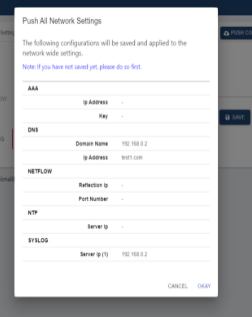 Push All Network Settings
PUSH CO
The following configurations will be saved and applied to the
network wide settings.
Note: If you have not saved yet, please do so first.
AAA
Ip Address -
Key -
SAVE
DNS
Domain Name 192.168.0.2
Ip Address test1.com
NETFLOW
Reflection Ip -
Port Number -
NTP
Server Ip -
SYSLOG
Server Ip (1) 192.168.0.2
CANCEL OKAY